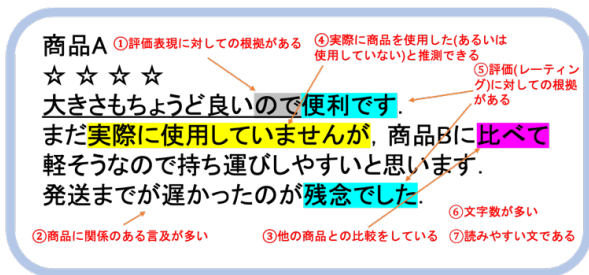 商品A
①評価表現に対しての根拠がある
④実際に商品を使用した(あるいは
使用していない)と推測できる
☆ ☆ ☆ ☆
⑤評価(レーティン
グ)に対しての根拠
がある
大きさもちょうど良いので便利です.
まだ実際に使用していませんが, 商品Bに比べて
軽そうなので持ち運びしやすいと思います.
発送までが遅かったのが残念でした.
⑥文字数が多い
②商品に関係のある言及が多い
③他の商品との比較をしている
⑦読みやすい文である